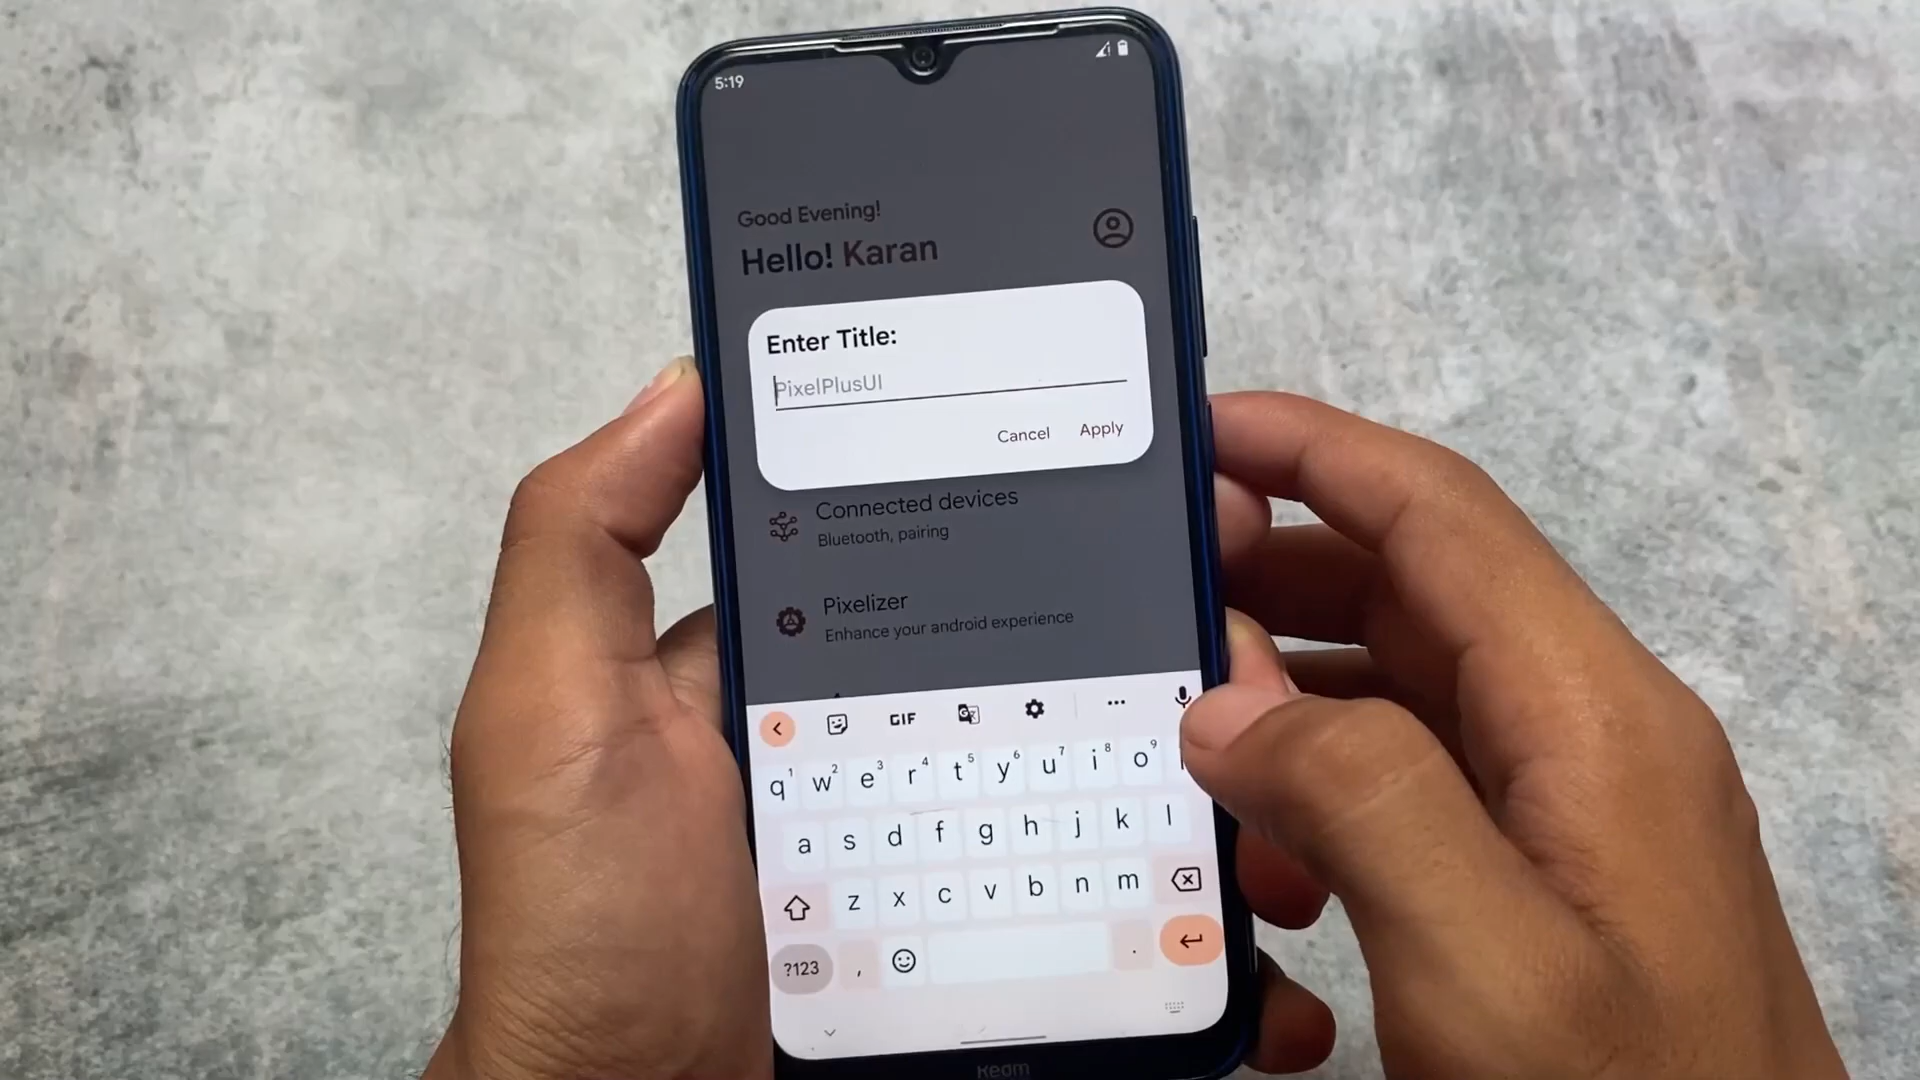 5:19
Good Evening!
Hello! Karan
Enter Title:
PixelPlusUI
Cancel Apply
Connected devices
Bluetooth, pairing
Pixelizer
Enhance your android experience
GIF
q1 w2 e3 r4 t5 y6 u7 i8 o9
a s d f g h j k l
z x c v b n m
?123 , .